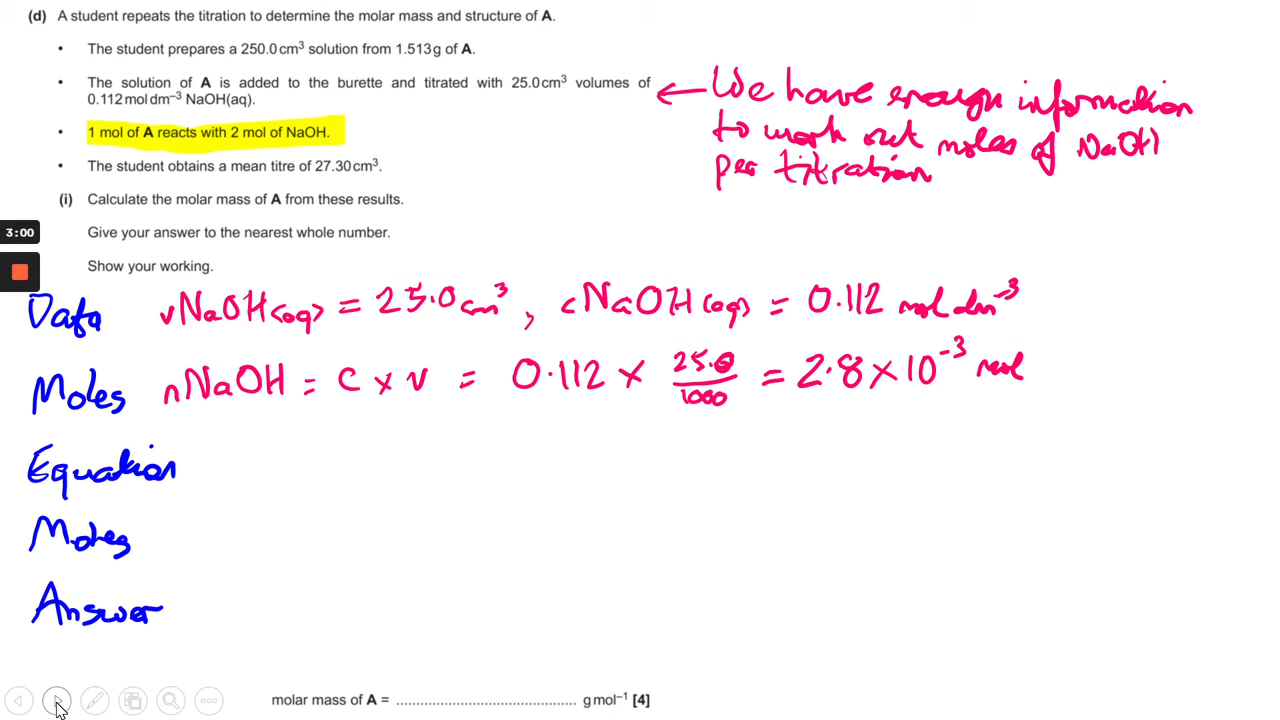 (d) A student repeats the titration to determine the molar mass and structure of A.
• The student prepares a 250.0 cm³ solution from 1.513 g of A.
• The solution of A is added to the burette and titrated with 25.0 cm³ volumes of
0.112 mol dm⁻³ NaOH(aq).
• 1 mol of A reacts with 2 mol of NaOH.
• The student obtains a mean titre of 27.30 cm³.
← We have enough information
to work out moles of NaOH
per titration
(i) Calculate the molar mass of A from these results.
3:00
Give your answer to the nearest whole number.
Show your working.
Data vNaOH(aq) = 25.0 cm³, cNaOH(aq) = 0.112 mol dm⁻³
Moles nNaOH = C × V = 0.112 × 25.0/1000 = 2.8 × 10⁻³ mol
Equation
Moles
Answer
molar mass of A = ............................................ g mol⁻¹ [4]